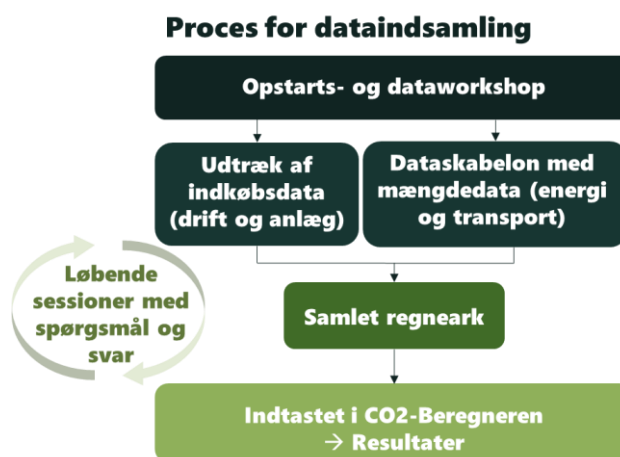 Proces for dataindsamling
Opstarts- og dataworkshop
Udtræk af
indkøbsdata
(drift og anlæg)
Dataskabelon med
mængdedata (energi
og transport)
Løbende
sessioner med
spørgsmål og
svar
Samlet regneark
Indtastet i CO2-Beregneren
→ Resultater